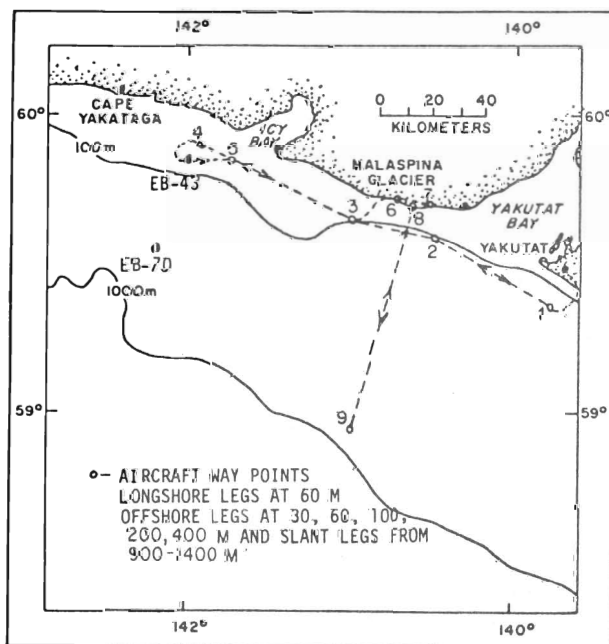 142° 140°
60° 60°
CAPE
YAKATAGA
ICY
BAY
0 20 40
KILOMETERS
100m
4
5
EB-43
MALASPINA
GLACIER
3 6 7
8
2
YAKUTAT
BAY
YAKUTAT
1
EB-70
1000m
59° 59°
9
AIRCRAFT WAY POINTS
LONGSHORE LEGS AT 60 M
OFFSHORE LEGS AT 30, 60, 100,
200, 400 M AND SLANT LEGS FROM
900-1400 M
142° 140°